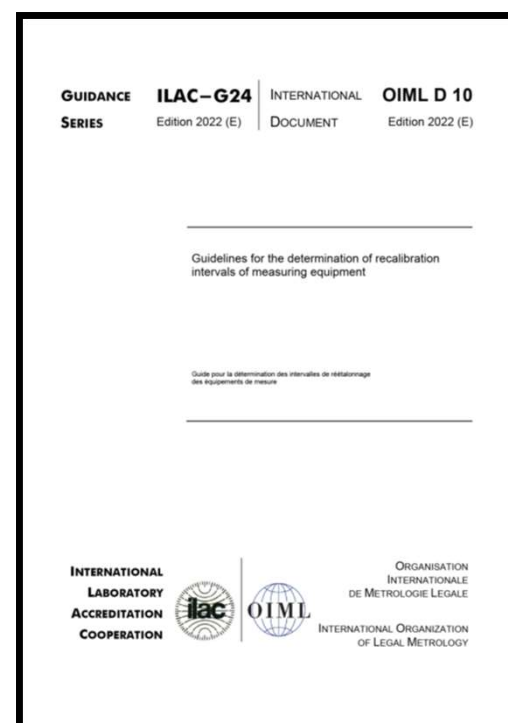 GUIDANCE ILAC–G24 INTERNATIONAL OIML D 10
SERIES Edition 2022 (E) DOCUMENT Edition 2022 (E)
Guidelines for the determination of recalibration
intervals of measuring equipment
Guide pour la détermination des intervalles de réétalonnage
des équipements de mesure
INTERNATIONAL
LABORATORY
ACCREDITATION
COOPERATION
ilac
OIML
ORGANISATION
INTERNATIONALE
DE METROLOGIE LEGALE
INTERNATIONAL ORGANIZATION
OF LEGAL METROLOGY